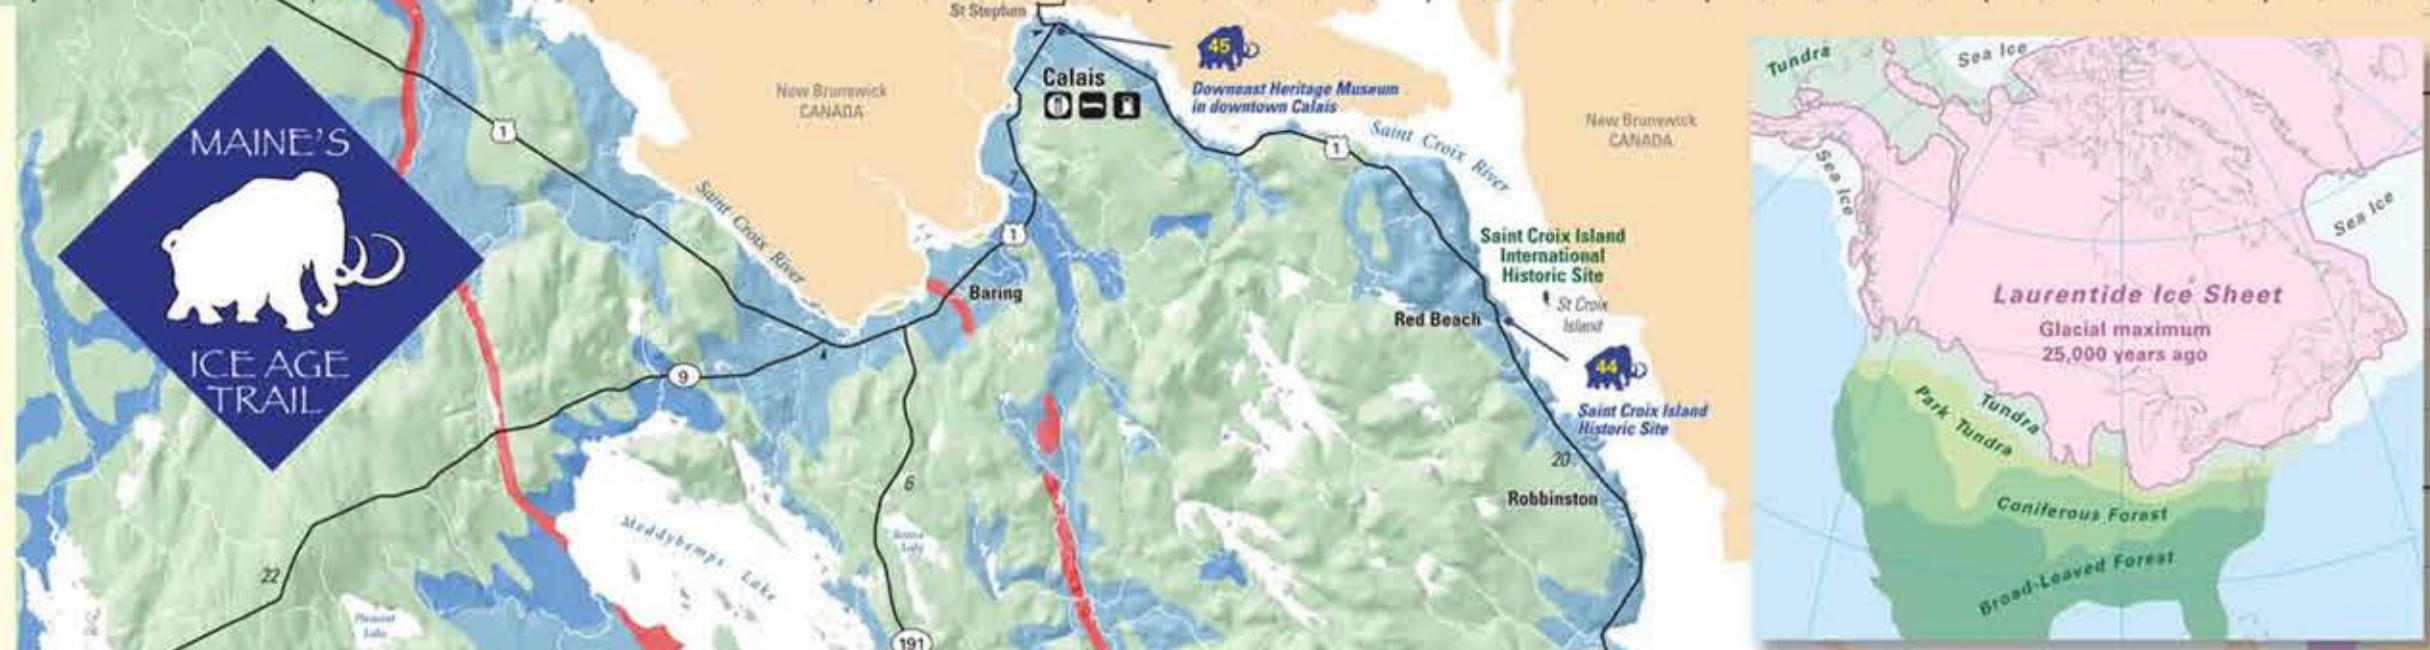 MAINE'S
ICE AGE
TRAIL
1
St Stephen
New Brunswick
CANADA
Calais
45
Downeast Heritage Museum
in downtown Calais
1
Saint Croix River
New Brunswick
CANADA
Saint Croix River
7
1
Baring
Saint Croix Island
International
Historic Site
St Croix
Island
Red Beach
44
Saint Croix Island
Historic Site
4
9
6
20
Robbinston
22
Meddybemps Lake
Pleasant
Lake
191
Tundra
Sea Ice
Sea Ice
Sea Ice
Laurentide Ice Sheet
Glacial maximum
25,000 years ago
Tundra
Park Tundra
Coniferous Forest
Broad-Leaved Forest